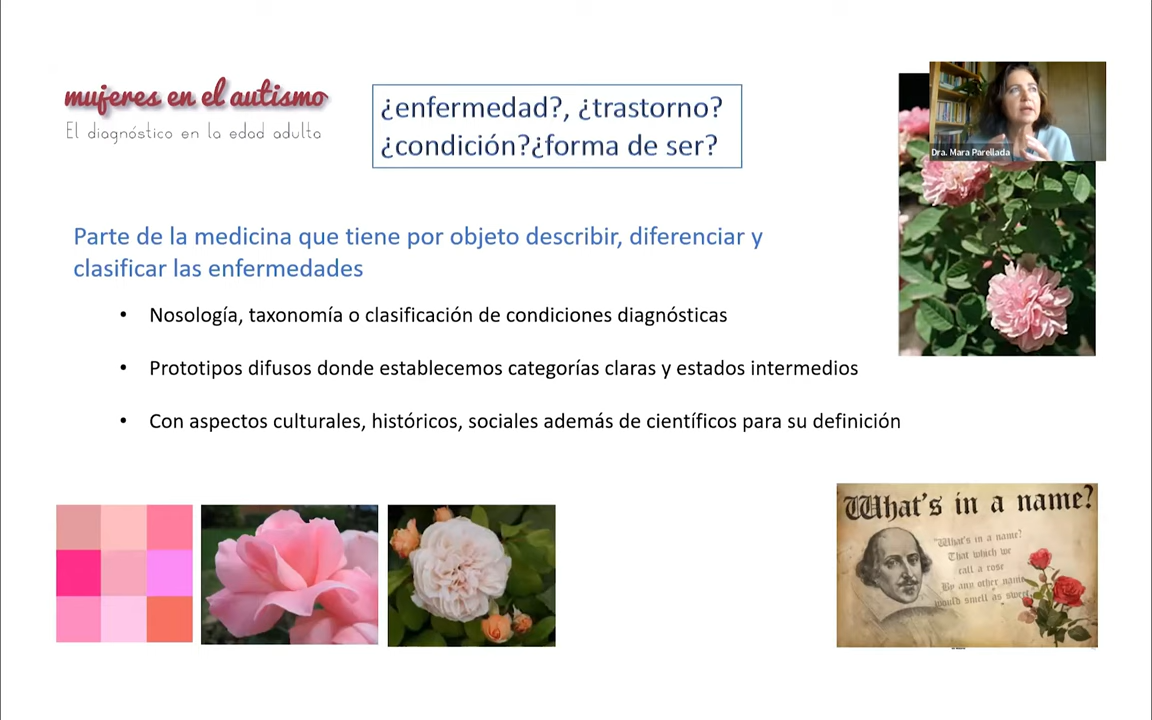 mujeres en el autismo
El diagnóstico en la edad adulta
¿enfermedad?, ¿trastorno?
¿condición?¿forma de ser?
Dra. Mara Parellada
Parte de la medicina que tiene por objeto describir, diferenciar y
clasificar las enfermedades
• Nosología, taxonomía o clasificación de condiciones diagnósticas
• Prototipos difusos donde establecemos categorías claras y estados intermedios
• Con aspectos culturales, históricos, sociales además de científicos para su definición
What's in a name?
"What's in a name?
That which we
call a rose
By any other name
would smell as sweet